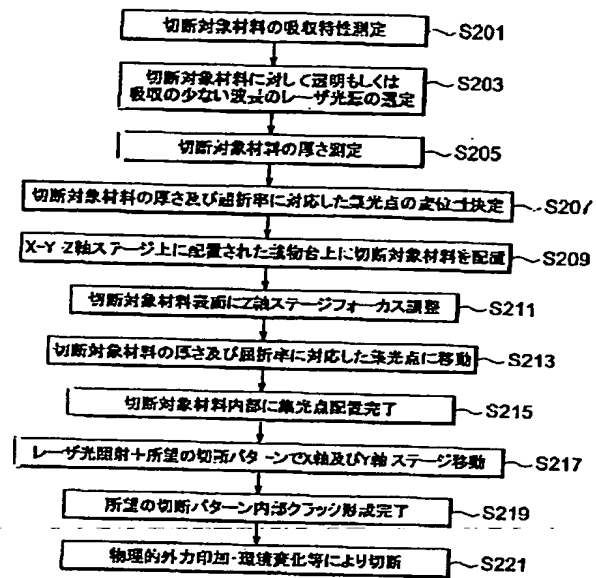 切断対象材料の吸収特性測定
S201
切断対象材料に対して透明もしくは
吸収の少ない波長のレーザ光源の選定
S203
切断対象材料の厚さ測定
S205
切断対象材料の厚さ及び屈折率に対応した集光点の変位量決定
S207
X-Y-Z軸ステージ上に配置された載物台上に切断対象材料を配置
S209
切断対象材料表面にZ軸ステージフォーカス調整
S211
切断対象材料の厚さ及び屈折率に対応した集光点に移動
S213
切断対象材料内部に集光点配置完了
S215
レーザ光照射+所望の切断パターンでX軸及びY軸ステージ移動
S217
所望の切断パターン内部クラック形成完了
S219
物理的外力印加・環境変化等により切断
S221